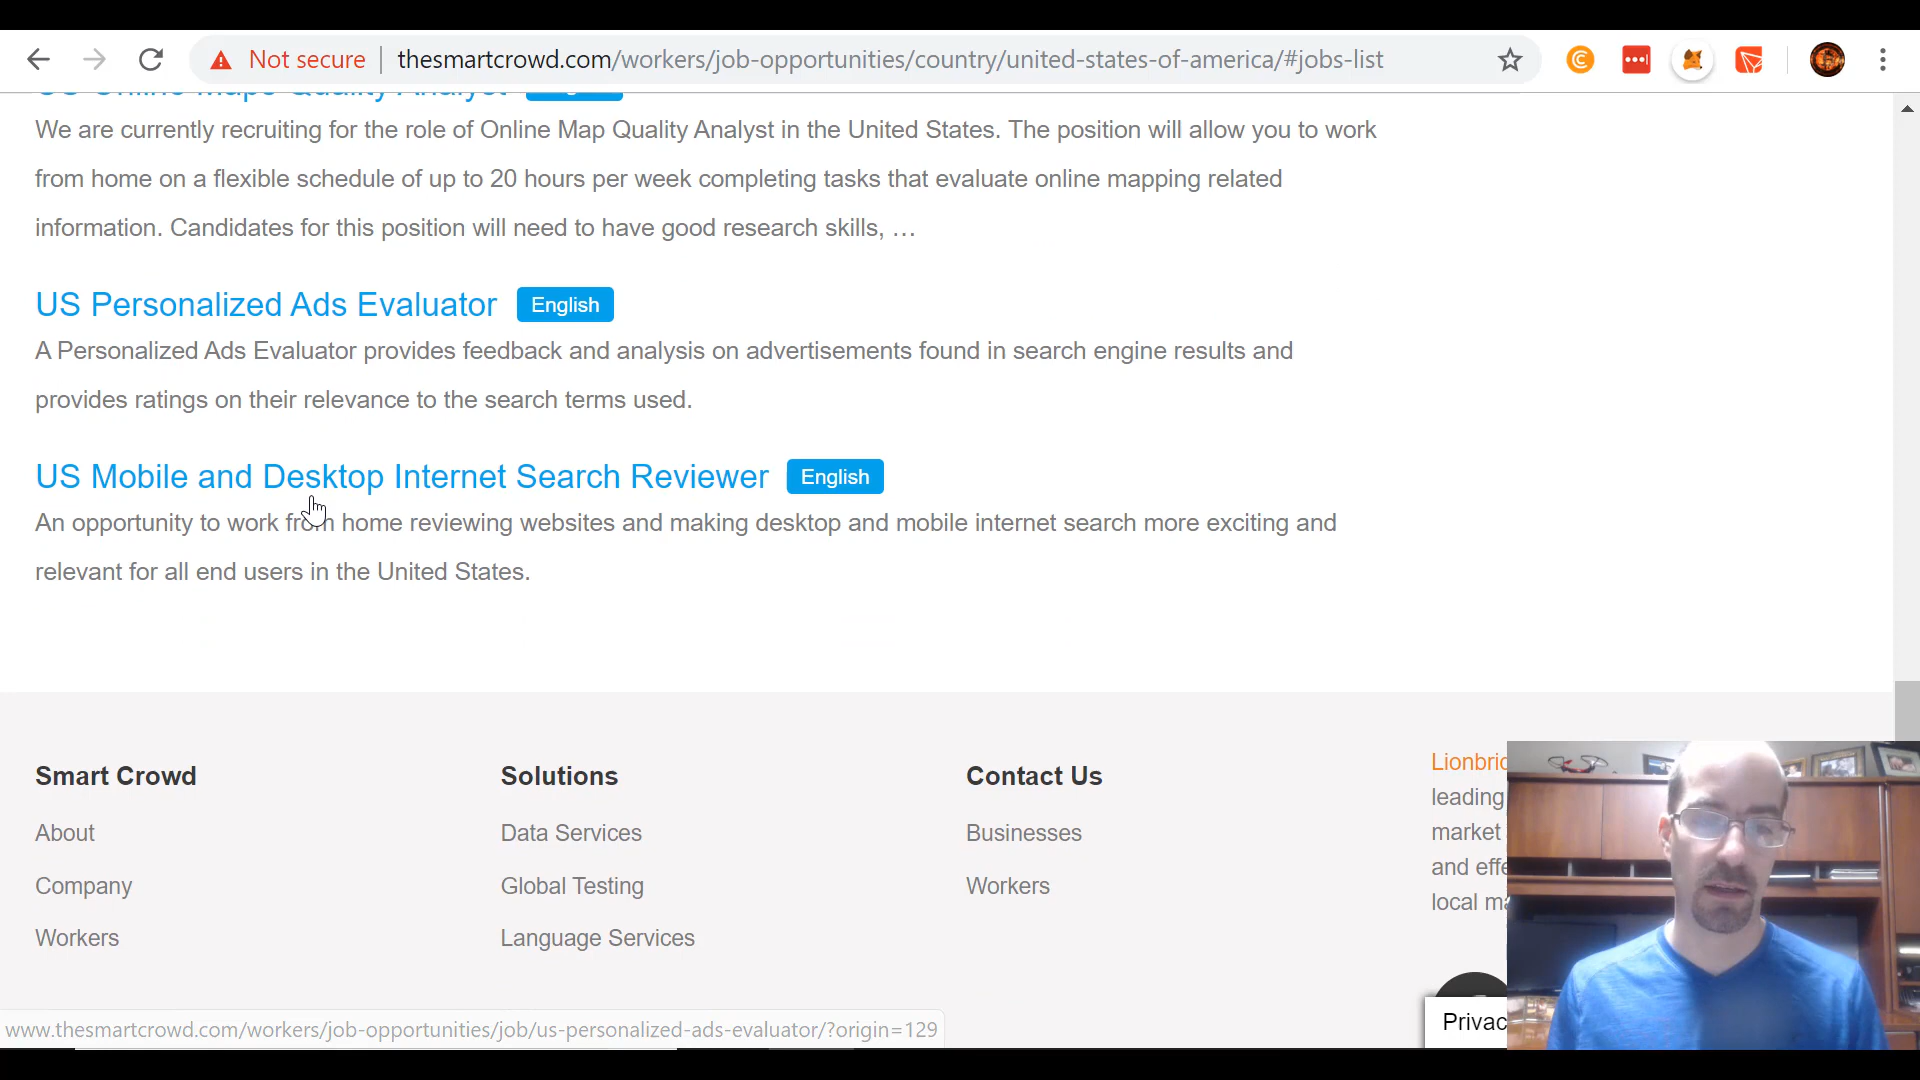 Not secure
thesmartcrowd.com/workers/job-opportunities/country/united-states-of-america/#jobs-list
US Online Maps Quality Analyst
We are currently recruiting for the role of Online Map Quality Analyst in the United States. The position will allow you to work
from home on a flexible schedule of up to 20 hours per week completing tasks that evaluate online mapping related
information. Candidates for this position will need to have good research skills, …
US Personalized Ads Evaluator English
A Personalized Ads Evaluator provides feedback and analysis on advertisements found in search engine results and
provides ratings on their relevance to the search terms used.
US Mobile and Desktop Internet Search Reviewer English
An opportunity to work from home reviewing websites and making desktop and mobile internet search more exciting and
relevant for all end users in the United States.
Smart Crowd
About
Company
Workers
Solutions
Data Services
Global Testing
Language Services
Contact Us
Businesses
Workers
Lionbric
leading
market
and effe
local ma
Privac
www.thesmartcrowd.com/workers/job-opportunities/job/us-personalized-ads-evaluator/?origin=129